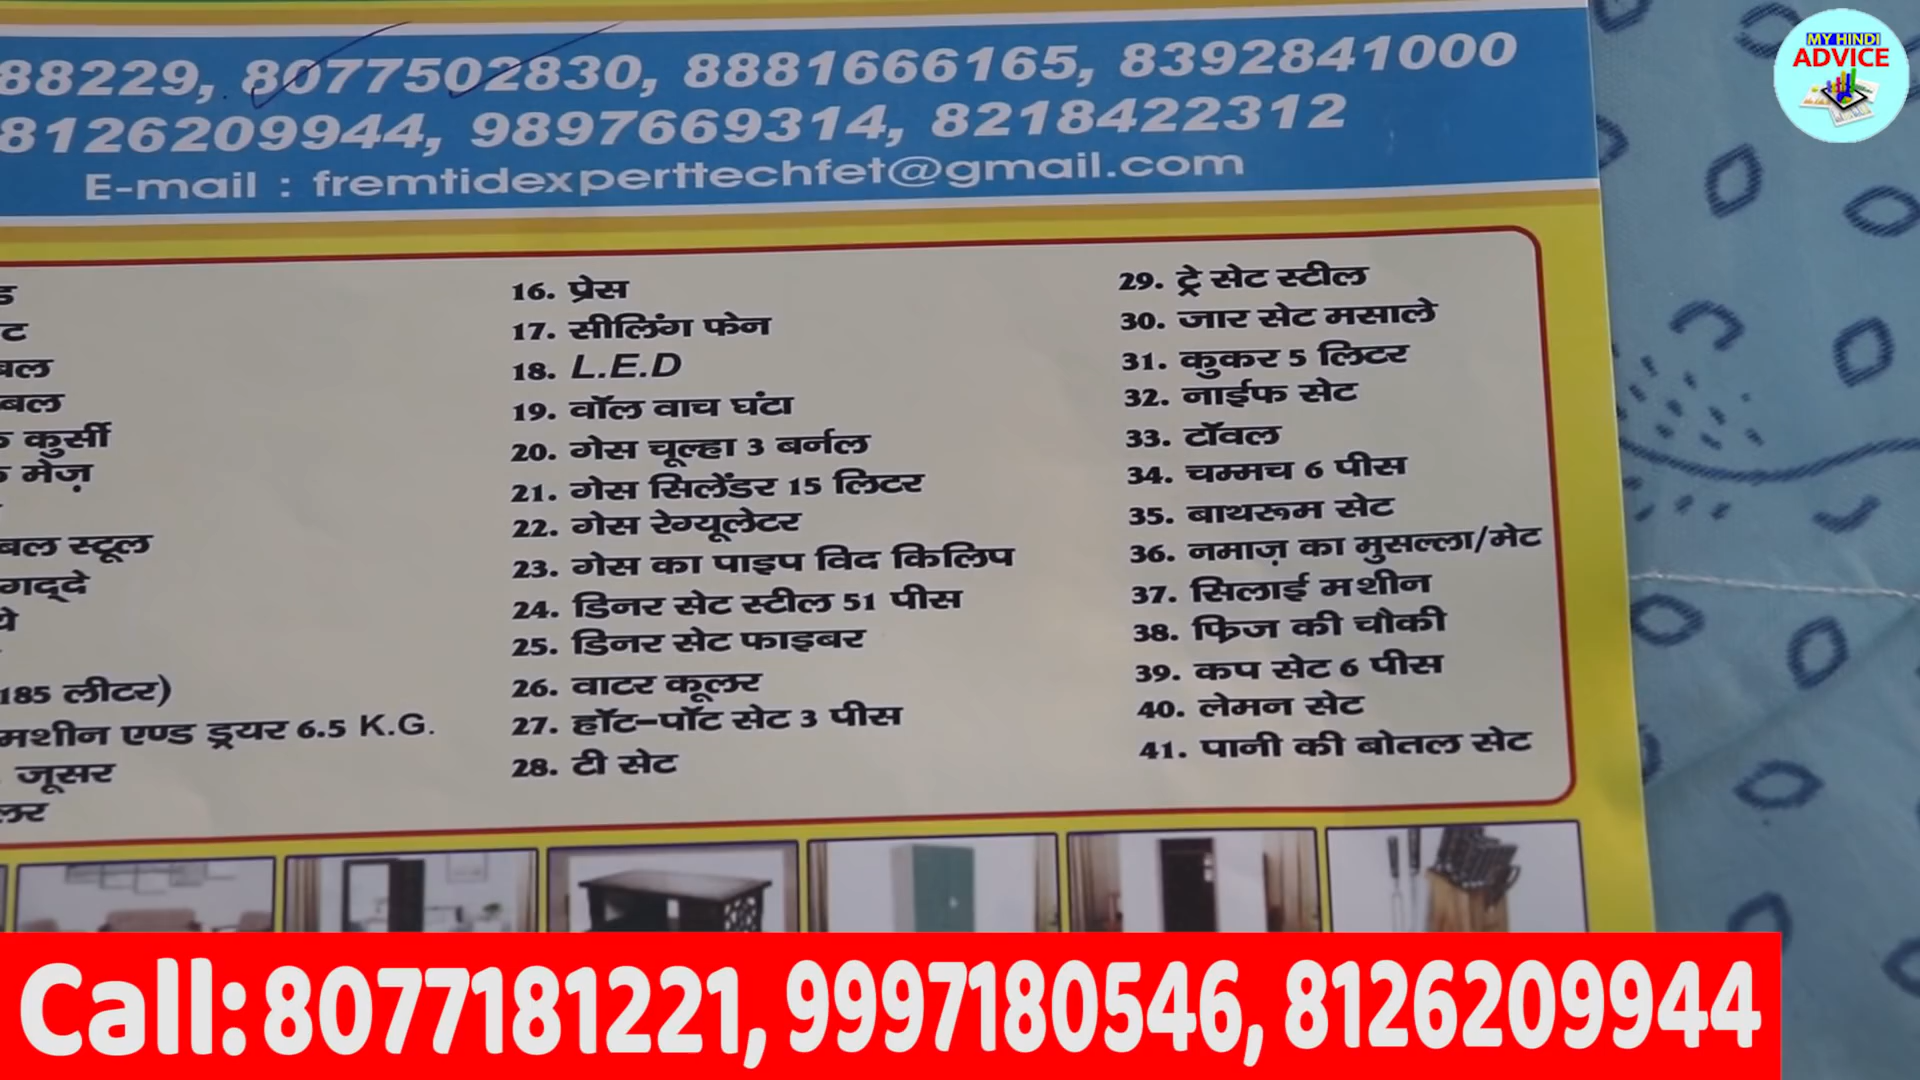 88229, 8077502830, 8881666165, 8392841000
8126209944, 9897669314, 8218422312
E-mail : fremtidexperttechfet@gmail.com
MY HINDI
ADVICE
कुर्सी
मेज़
स्टूल
गद्दे
185 लीटर)
मशीन एण्ड ड्रयर 6.5 K.G.
जूसर
16. प्रेस
17. सीलिंग फेन
18. L.E.D
19. वॉल वाच घंटा
20. गेस चूल्हा 3 बर्नल
21. गेस सिलेंडर 15 लिटर
22. गेस रेग्यूलेटर
23. गेस का पाइप विद किलिप
24. डिनर सेट स्टील 51 पीस
25. डिनर सेट फाइबर
26. वाटर कूलर
27. हॉट-पॉट सेट 3 पीस
28. टी सेट
29. ट्रे सेट स्टील
30. जार सेट मसाले
31. कुकर 5 लिटर
32. नाईफ सेट
33. टॉवल
34. चम्मच 6 पीस
35. बाथरूम सेट
36. नमाज़ का मुसल्ला/मेट
37. सिलाई मशीन
38. फ्रिज की चौकी
39. कप सेट 6 पीस
40. लेमन सेट
41. पानी की बोतल सेट
Call: 8077181221, 9997180546, 8126209944